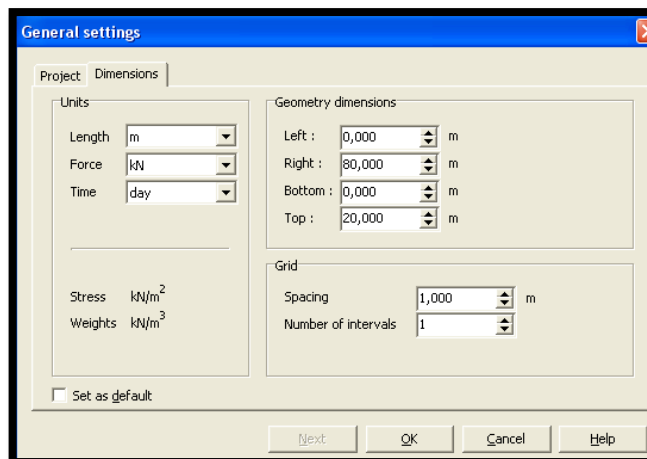 General settings
Project Dimensions
Units
Length m
Force kN
Time day
Stress kN/m²
Weights kN/m³
Geometry dimensions
Left : 0,000 m
Right : 80,000 m
Bottom : 0,000 m
Top : 20,000 m
Grid
Spacing 1,000 m
Number of intervals 1
Set as default
Next OK Cancel Help